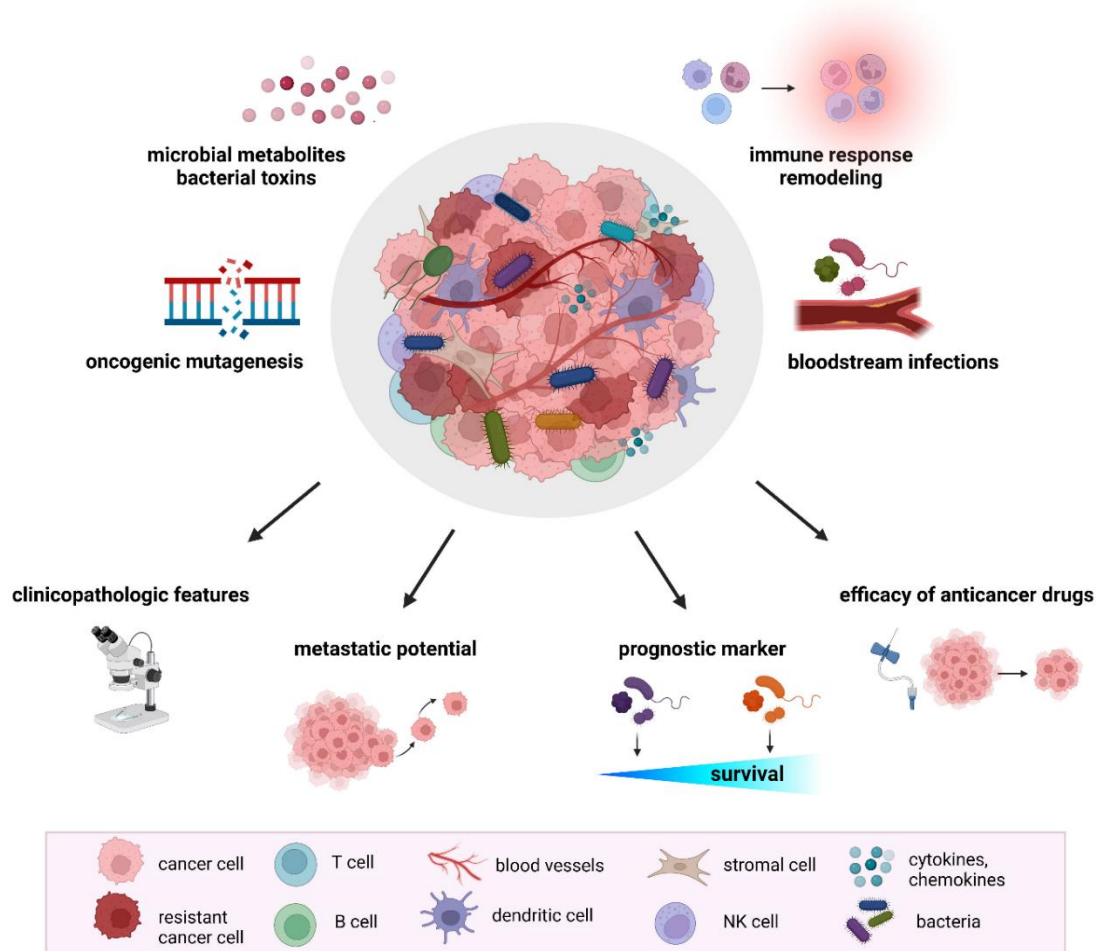 microbial metabolites
bacterial toxins
immune response
remodeling
oncogenic mutagenesis
bloodstream infections
clinicopathologic features
metastatic potential
prognostic marker
efficacy of anticancer drugs
survival
cancer cell
T cell
blood vessels
stromal cell
cytokines,
chemokines
resistant
cancer cell
B cell
dendritic cell
NK cell
bacteria